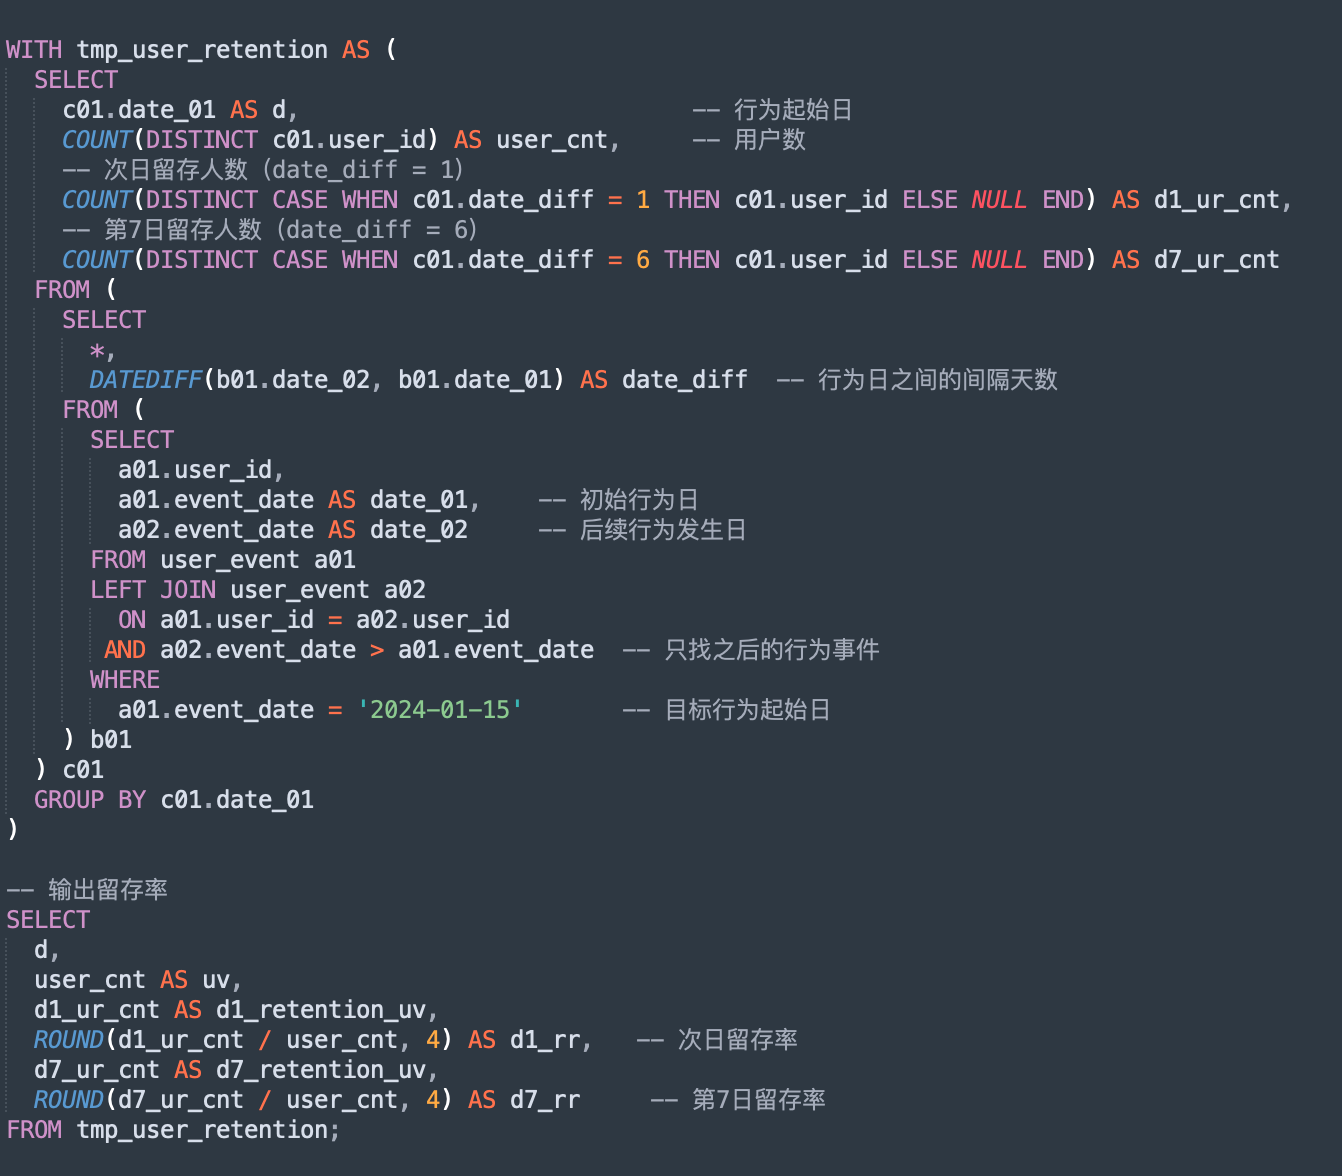 WITH tmp_user_retention AS (
  SELECT
    c01.date_01 AS d,                            -- 行为起始日
    COUNT(DISTINCT c01.user_id) AS user_cnt,     -- 用户数
    -- 次日留存人数（date_diff = 1）
    COUNT(DISTINCT CASE WHEN c01.date_diff = 1 THEN c01.user_id ELSE NULL END) AS d1_ur_cnt,
    -- 第7日留存人数（date_diff = 6）
    COUNT(DISTINCT CASE WHEN c01.date_diff = 6 THEN c01.user_id ELSE NULL END) AS d7_ur_cnt
  FROM (
    SELECT
      *,
      DATEDIFF(b01.date_02, b01.date_01) AS date_diff  -- 行为日之间的间隔天数
    FROM (
      SELECT
        a01.user_id,
        a01.event_date AS date_01,    -- 初始行为日
        a02.event_date AS date_02     -- 后续行为发生日
      FROM user_event a01
      LEFT JOIN user_event a02
        ON a01.user_id = a02.user_id
       AND a02.event_date > a01.event_date  -- 只找之后的行为事件
      WHERE
        a01.event_date = '2024-01-15'       -- 目标行为起始日
    ) b01
  ) c01
  GROUP BY c01.date_01
)
-- 输出留存率
SELECT
  d,
  user_cnt AS uv,
  d1_ur_cnt AS d1_retention_uv,
  ROUND(d1_ur_cnt / user_cnt, 4) AS d1_rr,   -- 次日留存率
  d7_ur_cnt AS d7_retention_uv,
  ROUND(d7_ur_cnt / user_cnt, 4) AS d7_rr     -- 第7日留存率
FROM tmp_user_retention;